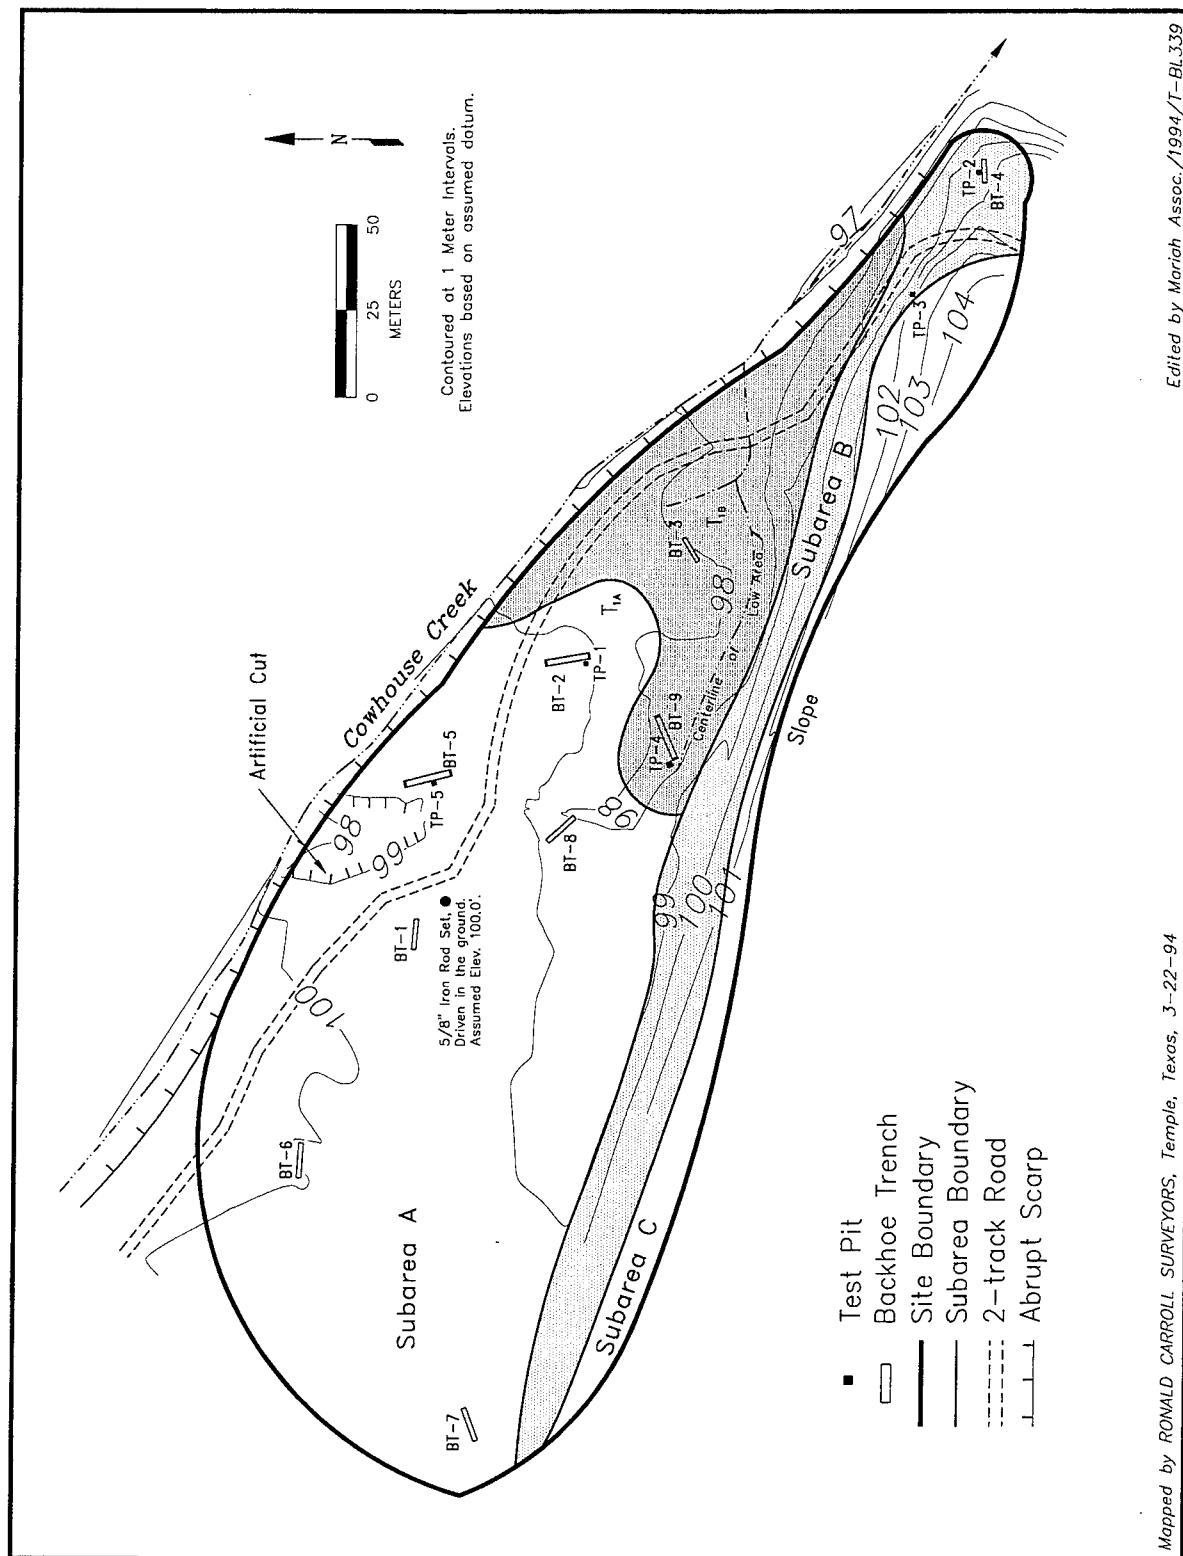 N
0 25 50
METERS
Contoured at 1 Meter Intervals.
Elevations based on assumed datum.
Artificial Cut
Cowhouse Creek
98
99
100
BT-6
BT-1
5/8" Iron Rod Set,
Driven in the ground.
Assumed Elev. 100.0'.
TP-5
BT-5
BT-2
TP-1
T1A
BT-8
98
99
TP-4
BT-9
BT-3
T1B
98
Centerline of Low Area
97
TP-2
BT-4
TP-3
Subarea A
BT-7
Subarea B
Subarea C
99
100
101
102
103
104
Slope
Test Pit
Backhoe Trench
Site Boundary
Subarea Boundary
2-track Road
Abrupt Scarp
Mapped by RONALD CARROLL SURVEYORS, Temple, Texas, 3-22-94
Edited by Mariah Assoc./1994/T-BL339